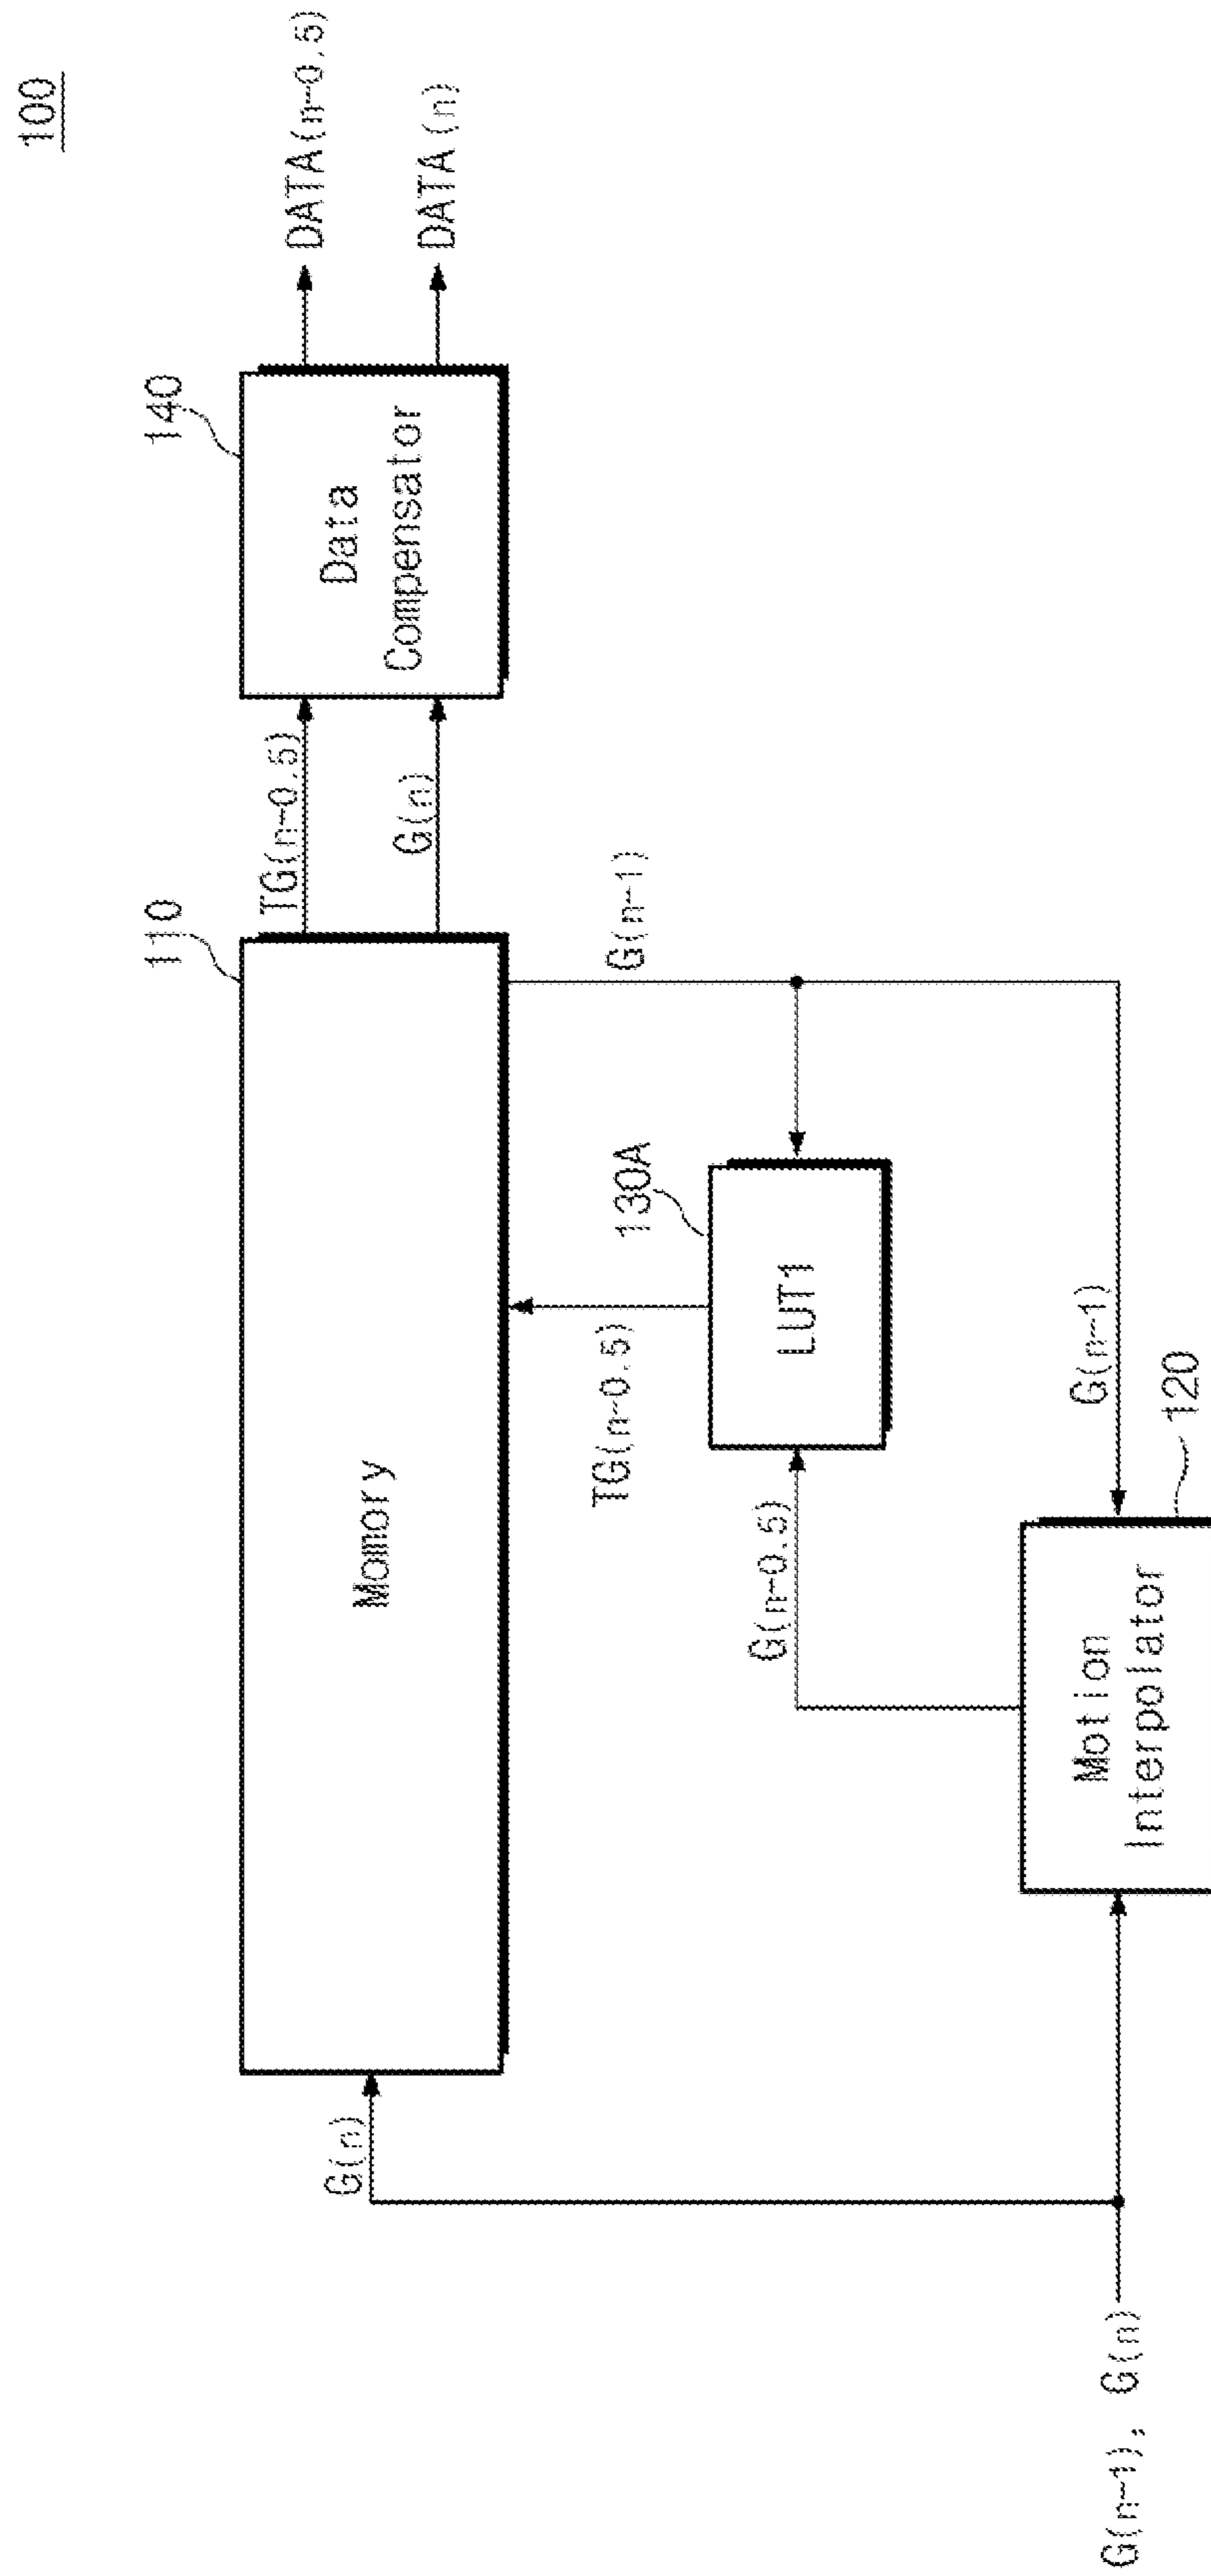 100
110
140
Momory
TG(n-0.5)
G(n)
Data
Compensator
DATA(n-0.5)
DATA(n)
G(n)
TG(n-0.5)
130A
LUT1
G(n-1)
G(n-0.5)
G(n-1)
120
Motion
Interpolator
G(n-1), G(n)